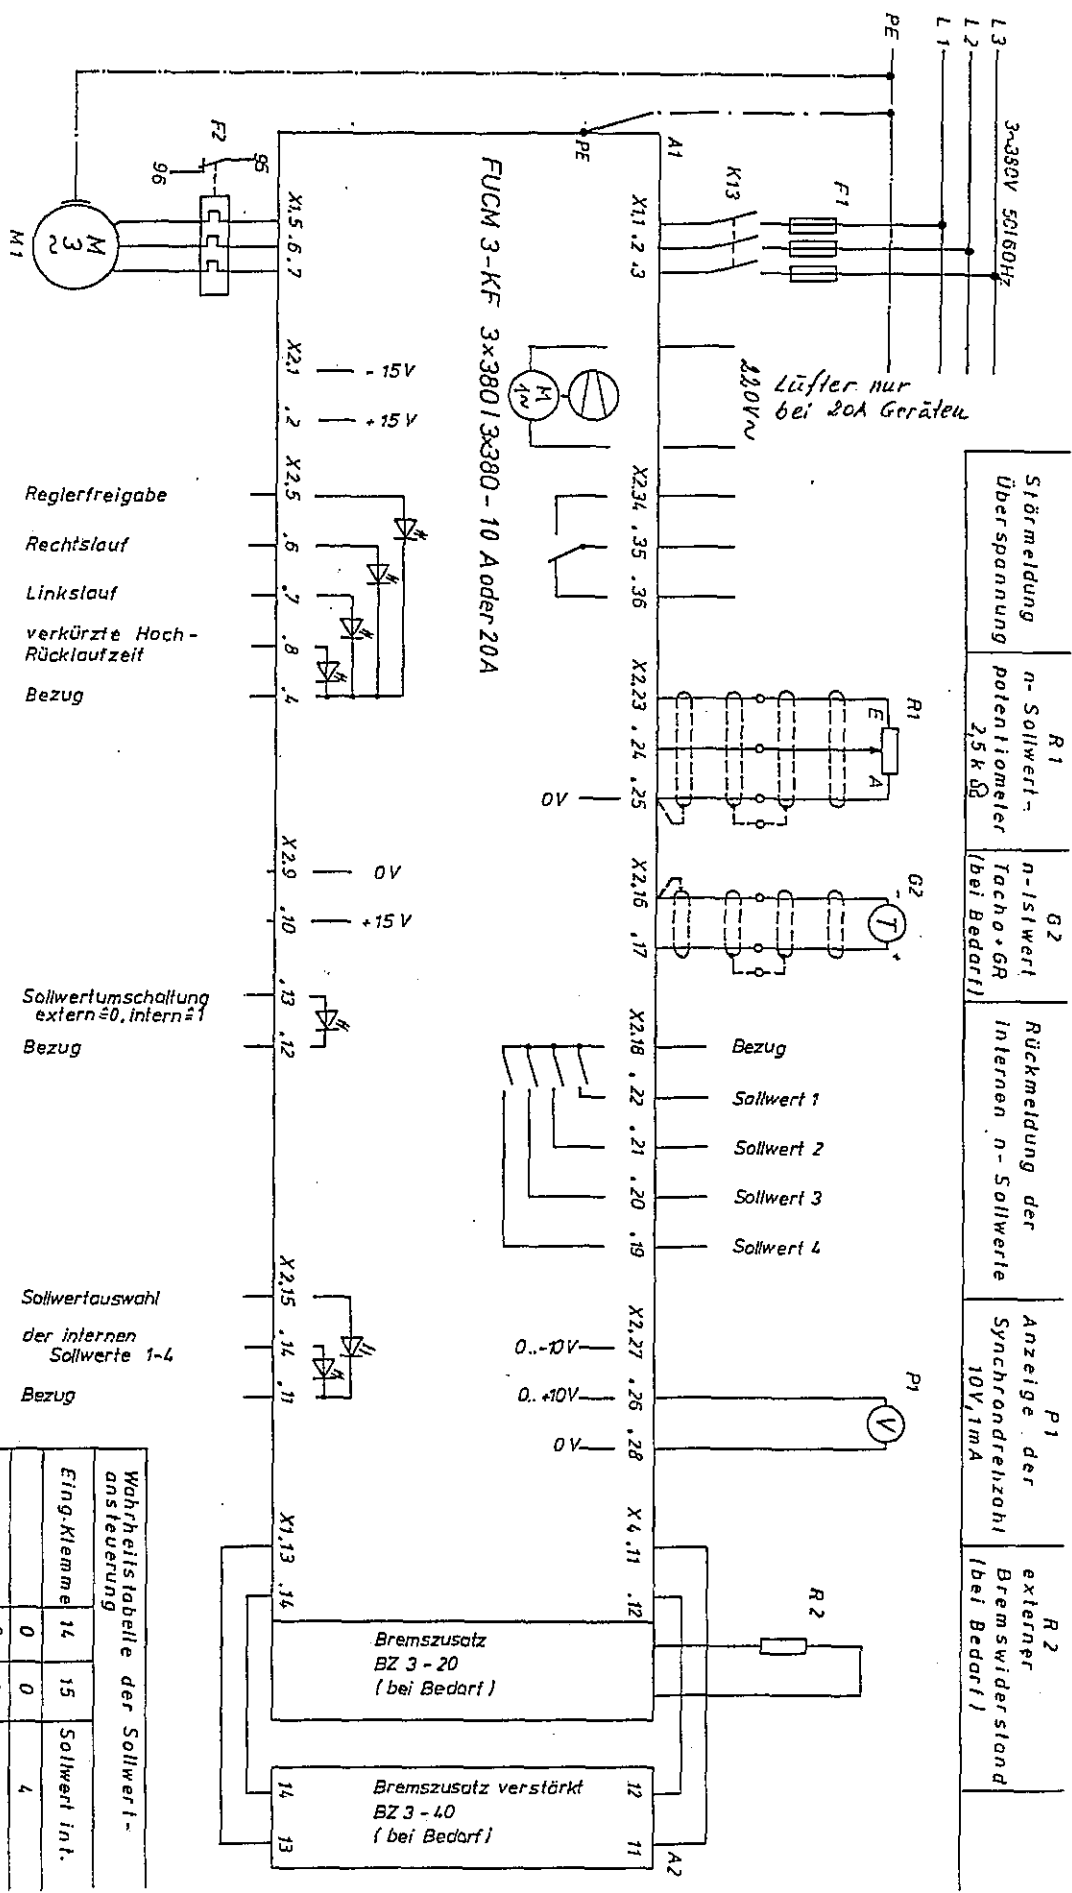 L3
L2
L1
PE
3~380V 50/60Hz
Lüfter nur
bei 20A Geräten
220V~
F1
K13
A1
PE
X1.1 .2 .3
X2.34 .35 .36
X2.23 .24 .25
X2.16 .17
X2.18 .22 .21 .20 .19
X2.27 .26 .28
X4.11 .12
Störmeldung
Überspannung
R1
n-Sollwert-
potentiometer
2,5 kΩ
G2
n-Istwert
Tacho+GR
(bei Bedarf)
Rückmeldung der
internen n-Sollwerte
P1
Anzeige der
Synchrondrehzahl
10V, 1mA
R2
externer
Bremswiderstand
(bei Bedarf)
R1
E
A
G2
-
T
+
P1
V
R2
Bezug
Sollwert 1
Sollwert 2
Sollwert 3
Sollwert 4
0V
0..-10V
0..+10V
0V
FUCM 3-KF 3x380/3x380-10 A oder 20A
M
1~
F2
95
96
M
3~
M1
X1.5 .6 .7
X2.1 .2
X2.5 .6 .7 .8 .4
X2.9 .10 .13 .12
X2.15 .14 .11
X1.13 .14
-15V
+15V
0V
+15V
Reglerfreigabe
Rechtslauf
Linkslauf
verkürzte Hoch-
Rücklaufzeit
Bezug
Sollwertumschaltung
extern≙0, intern≙1
Bezug
Sollwertauswahl
der internen
Sollwerte 1-4
Bezug
Bremszusatz
BZ 3-20
(bei Bedarf)
Bremszusatz verstärkt
BZ 3-40
(bei Bedarf)
12
11
14
13
A2
Wahrheitstabelle der Sollwert-
ansteuerung
Eing.-Klemme 14 15 Sollwert int.
0 0 4